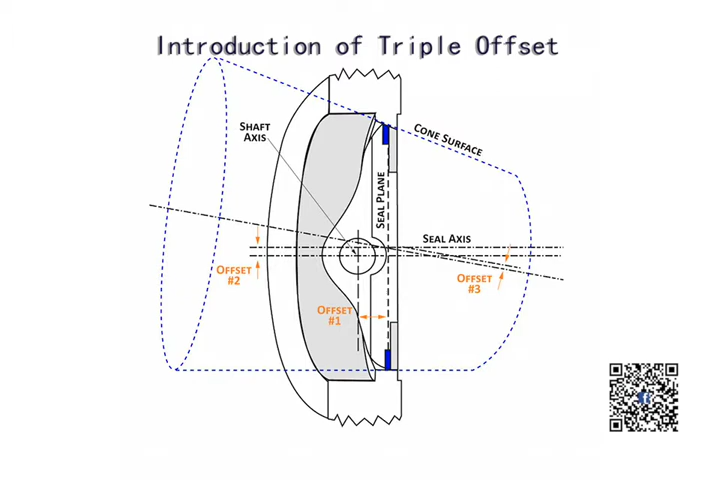 Introduction of Triple Offset
SHAFT
AXIS
CONE SURFACE
SEAL PLANE
SEAL AXIS
OFFSET
#2
OFFSET
#3
OFFSET
#1
f